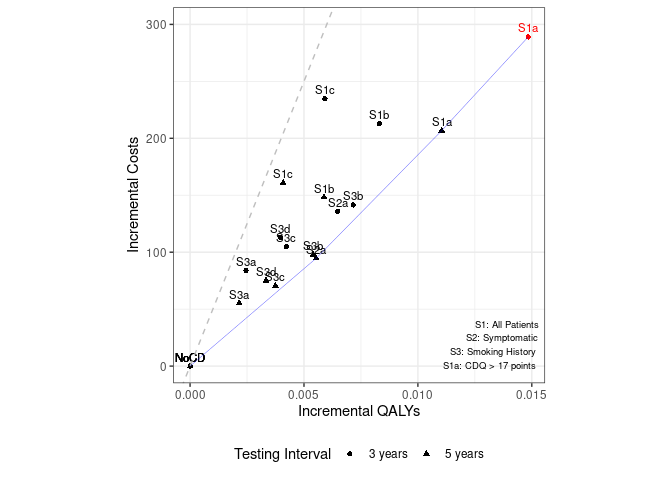 300
S1a
S1c
S1b
200
S1a
S1c
S1b
S3b
S2a
S3d
S3c
S3b
S2a
100
S3a
S3d
S3c
S3a
S1: All Patients
S2: Symptomatic
S3: Smoking History
S1a: CDQ > 17 points
NoCD
0
Incremental Costs
0.000
0.005
0.010
0.015
Incremental QALYs
Testing Interval 3 years 5 years